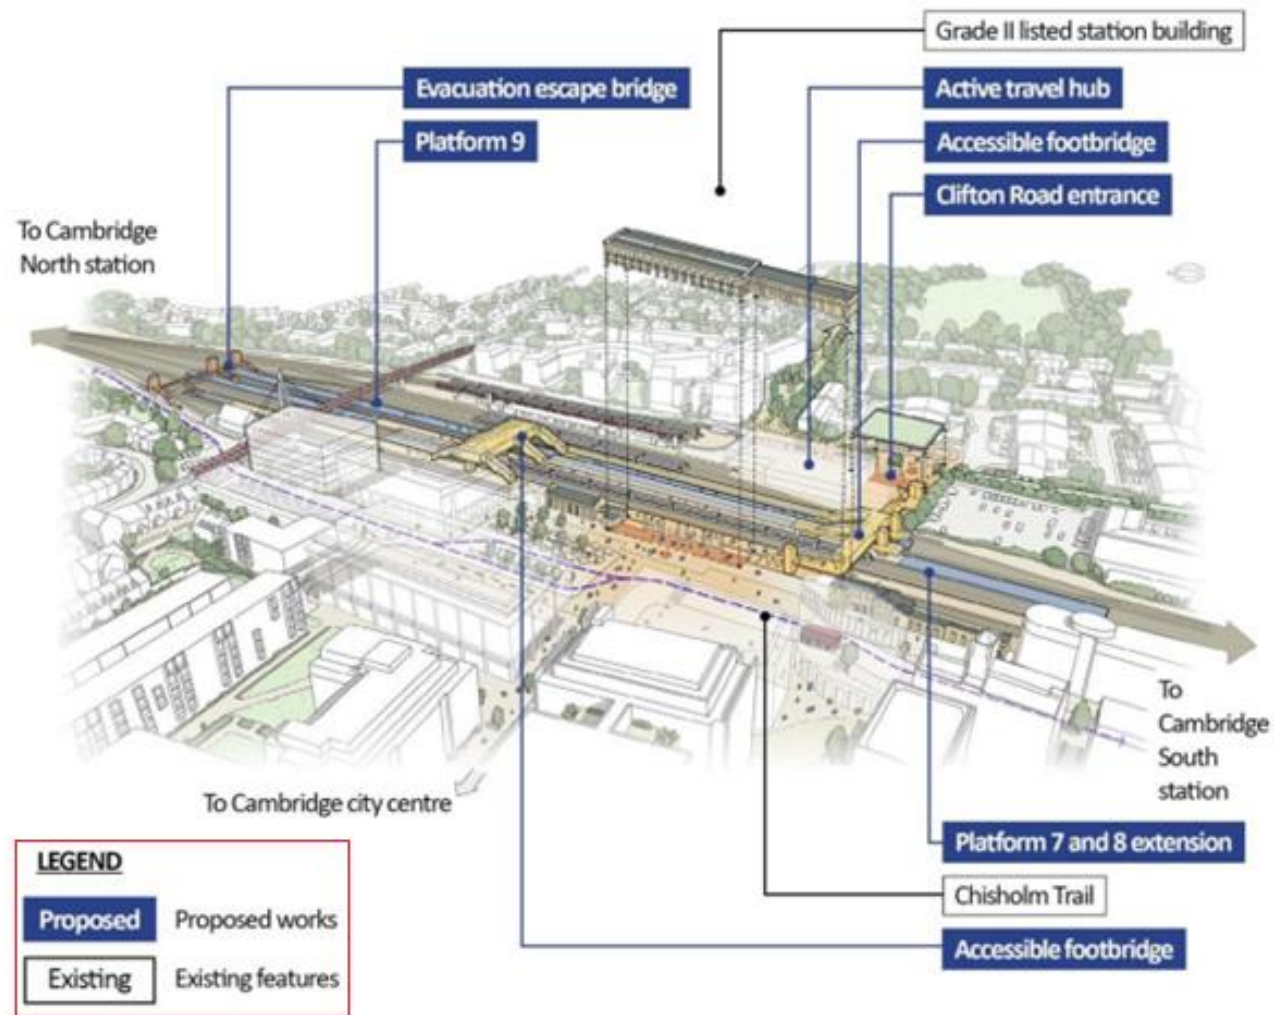 Grade II listed station building
Evacuation escape bridge
Active travel hub
Platform 9
Accessible footbridge
Clifton Road entrance
To Cambridge
North station
To
Cambridge
South
station
To Cambridge city centre
Platform 7 and 8 extension
Chisholm Trail
Accessible footbridge
LEGEND
Proposed Proposed works
Existing Existing features